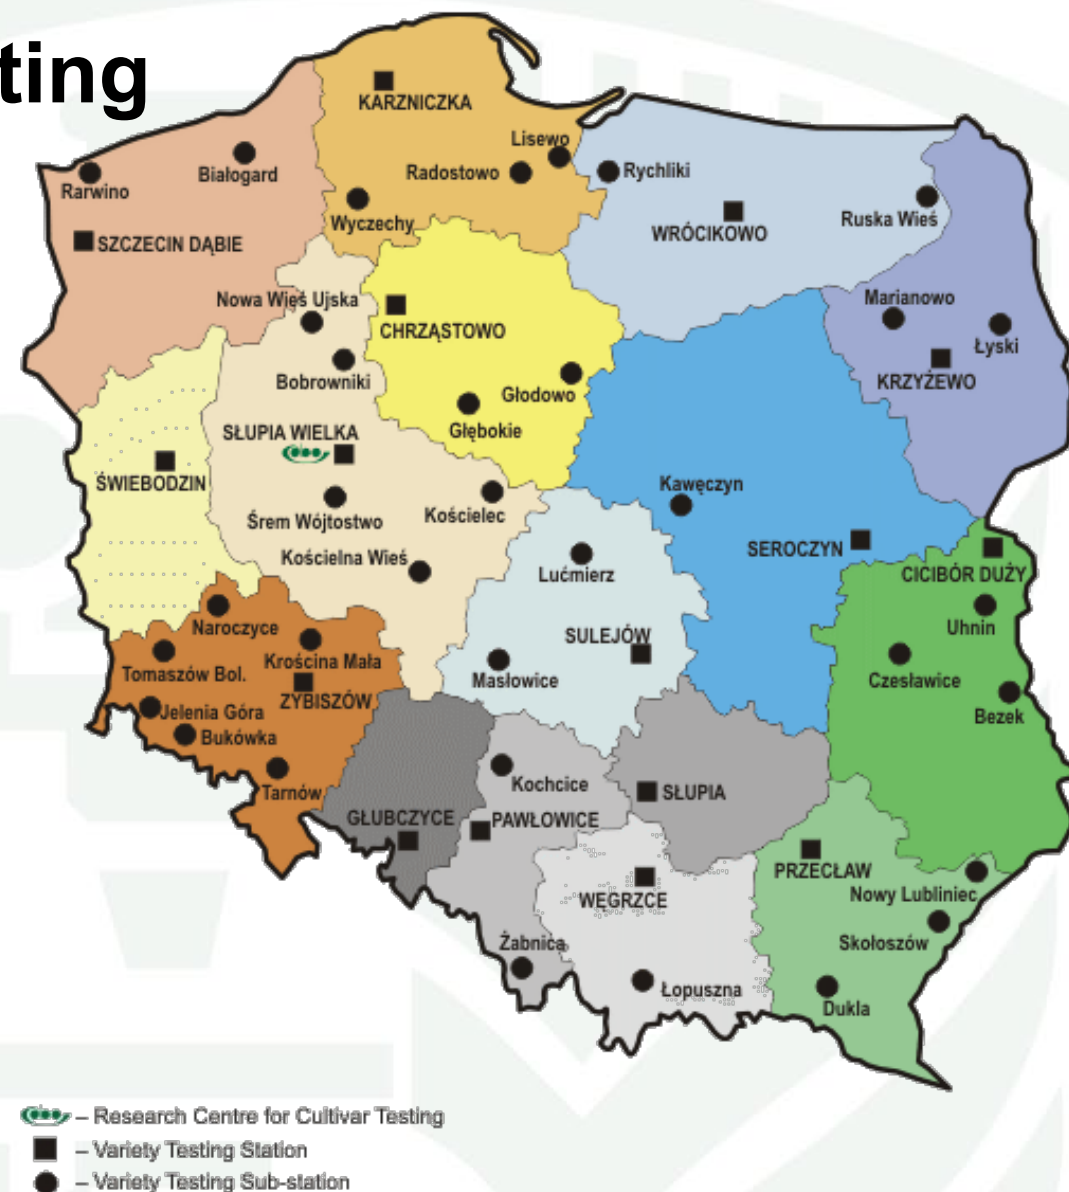 ting
KARZNICZKA
Lisewo
Białogard
Radostowo
Rychliki
Rarwino
Wyczechy
Ruska Wieś
SZCZECIN DĄBIE
WRÓCIKOWO
Nowa Więś Ujska
Marianowo
CHRZĄSTOWO
Łyski
Bobrowniki
KRZYŻEWO
Głodowo
Głębokie
SŁUPIA WIELKA
ŚWIEBODZIN
Kawęczyn
Śrem Wójtostwo
Kościelec
SEROCZYN
Kościelna Wieś
Lućmierz
CICIBÓR DUŻY
Naroczyce
Uhnin
SULEJÓW
Krościna Mała
Tomaszów Bol.
Masłowice
Czesławice
ZYBISZÓW
Jelenia Góra
Bezek
Bukówka
Kochcice
Tarnów
SŁUPIA
GŁUBCZYCE
PAWŁOWICE
PRZECŁAW
Nowy Lubliniec
WĘGRZCE
Żabnica
Skołoszów
Łopuszna
Dukla
– Research Centre for Cultivar Testing
– Variety Testing Station
– Variety Testing Sub-station